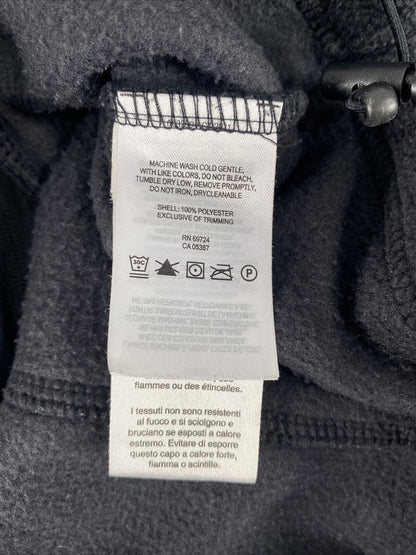 MACHINE WASH COLD GENTLE,
WITH LIKE COLORS, DO NOT BLEACH,
TUMBLE DRY LOW, REMOVE PROMPTLY,
DO NOT IRON, DRYCLEANABLE
SHELL: 100% POLYESTER
EXCLUSIVE OF TRIMMING
RN 69724
CA 05367
30C
P
fiammes ou des étincelles.
I tessuti non sono resistenti
al fuoco e si sciolgono e
bruciano se esposti a calore
estremo. Evitare di esporre
questo capo a calore forte,
fiamma o scintille.